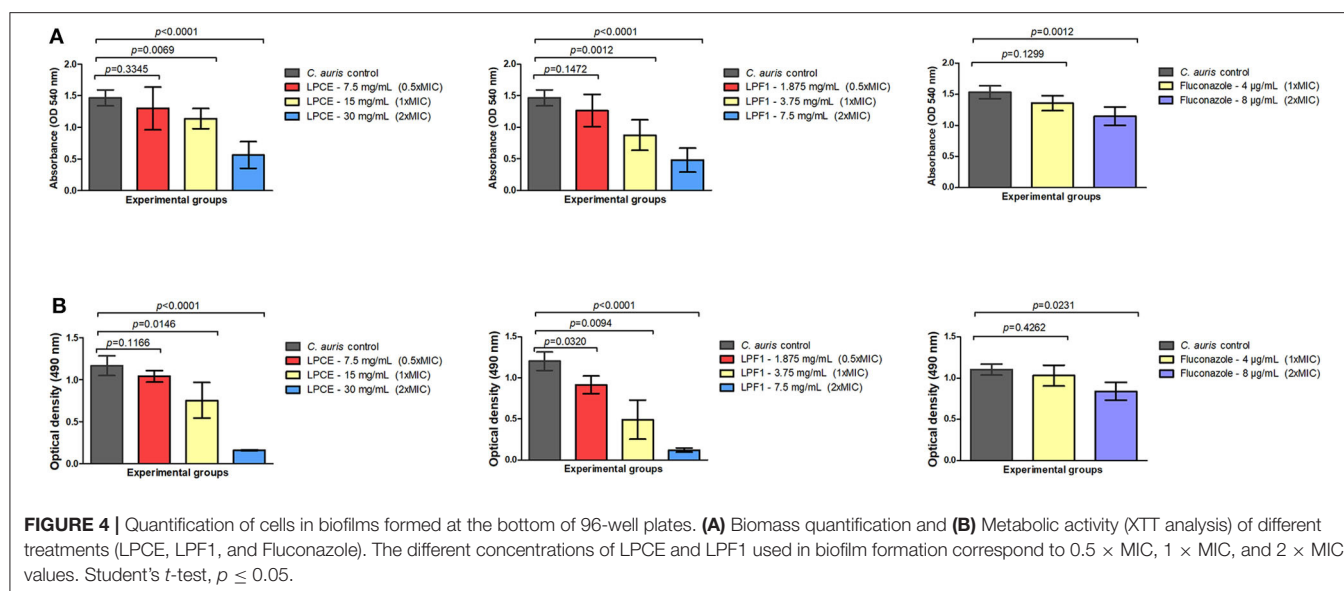 A
p<0.0001
p=0.0069
p=0.3345
2.0
1.5
1.0
0.5
0.0
Absorbance (OD 540 nm)
Experimental groups
C. auris control
LPCE - 7.5 mg/mL (0.5xMIC)
LPCE - 15 mg/mL (1xMIC)
LPCE - 30 mg/mL (2xMIC)
p<0.0001
p=0.0012
p=0.1472
2.0
1.5
1.0
0.5
0.0
Absorbance (OD 540 nm)
Experimental groups
C. auris control
LPF1 - 1.875 mg/mL (0.5xMIC)
LPF1 - 3.75 mg/mL (1xMIC)
LPF1 - 7.5 mg/mL (2xMIC)
p=0.0012
p=0.1299
2.0
1.5
1.0
0.5
0.0
Absorbance (OD 540 nm)
Experimental groups
C. auris control
Fluconazole - 4 µg/mL (1xMIC)
Fluconazole - 8 µg/mL (2xMIC)
B
p<0.0001
p=0.0146
p=0.1166
1.5
1.0
0.5
0.0
Optical density (490 nm)
Experimental groups
C. auris control
LPCE - 7.5 mg/mL (0.5xMIC)
LPCE - 15 mg/mL (1xMIC)
LPCE - 30 mg/mL (2xMIC)
p<0.0001
p=0.0094
p=0.0320
1.5
1.0
0.5
0.0
Optical density (490 nm)
Experimental groups
C. auris control
LPF1 - 1.875 mg/mL (0.5xMIC)
LPF1 - 3.75 mg/mL (1xMIC)
LPF1 - 7.5 mg/mL (2xMIC)
p=0.0231
p=0.4262
1.5
1.0
0.5
0.0
Optical density (490 nm)
Experimental groups
C. auris control
Fluconazole - 4 µg/mL (1xMIC)
Fluconazole - 8 µg/mL (2xMIC)
FIGURE 4 | Quantification of cells in biofilms formed at the bottom of 96-well plates. (A) Biomass quantification and (B) Metabolic activity (XTT analysis) of different
treatments (LPCE, LPF1, and Fluconazole). The different concentrations of LPCE and LPF1 used in biofilm formation correspond to 0.5 × MIC, 1 × MIC, and 2 × MIC
values. Student's t-test, p ≤ 0.05.